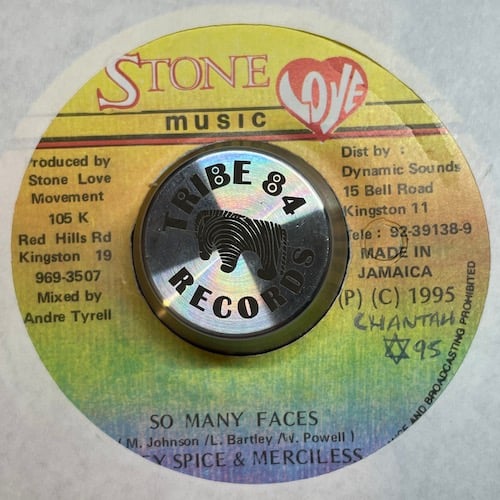 STONE LOVE
music
Produced by
Stone Love
Movement
105 K
Red Hills Rd
Kingston 19
969-3507
Mixed by
Andre Tyrell
TRIBE 84
RECORDS
Dist by :
Dynamic Sounds
15 Bell Road
Kingston 11
Tele : 92-39138-9
MADE IN
JAMAICA
(P) (C) 1995
CHANTAH
95
AND BROADCASTING PROHIBITED
SO MANY FACES
( M. Johnson /L. Bartley /W. Powell )
SPICE & MERCILESS